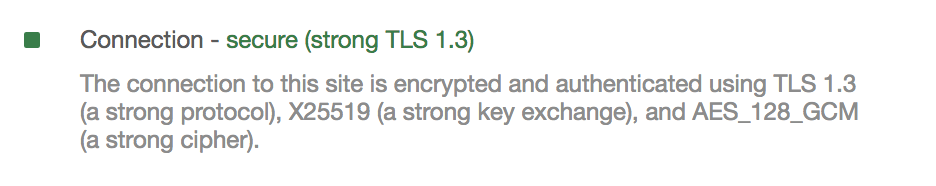 Connection - secure (strong TLS 1.3)
The connection to this site is encrypted and authenticated using TLS 1.3
(a strong protocol), X25519 (a strong key exchange), and AES_128_GCM
(a strong cipher).